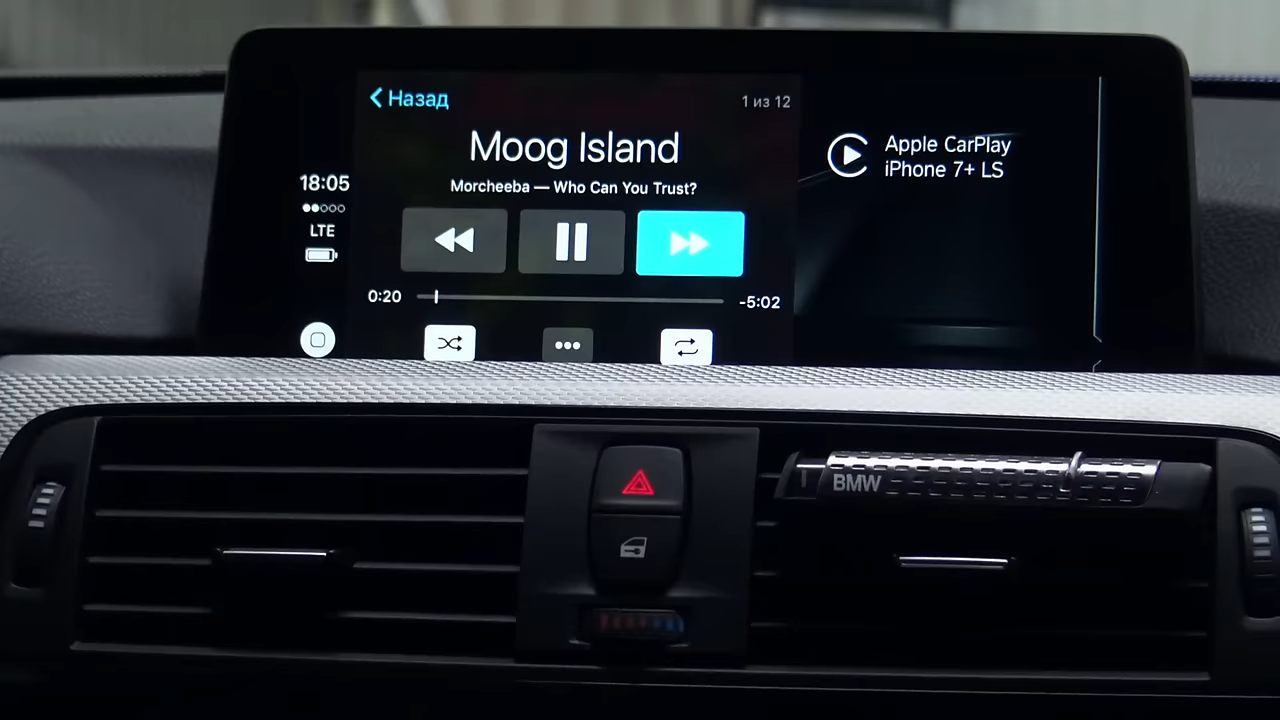 18:05
LTE
Назад
1 из 12
Moog Island
Morcheeba — Who Can You Trust?
0:20
-5:02
Apple CarPlay
iPhone 7+ LS
BMW